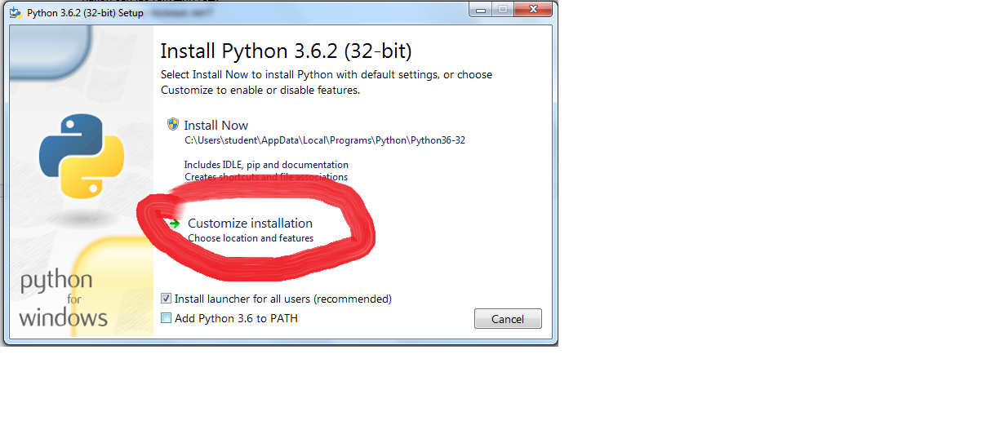 Python 3.6.2 (32-bit) Setup
Install Python 3.6.2 (32-bit)
Select Install Now to install Python with default settings, or choose
Customize to enable or disable features.
Install Now
C:\Users\student\AppData\Local\Programs\Python\Python36-32
Includes IDLE, pip and documentation
Creates shortcuts and file associations
Customize installation
Choose location and features
python
for
windows
Install launcher for all users (recommended)
Add Python 3.6 to PATH
Cancel